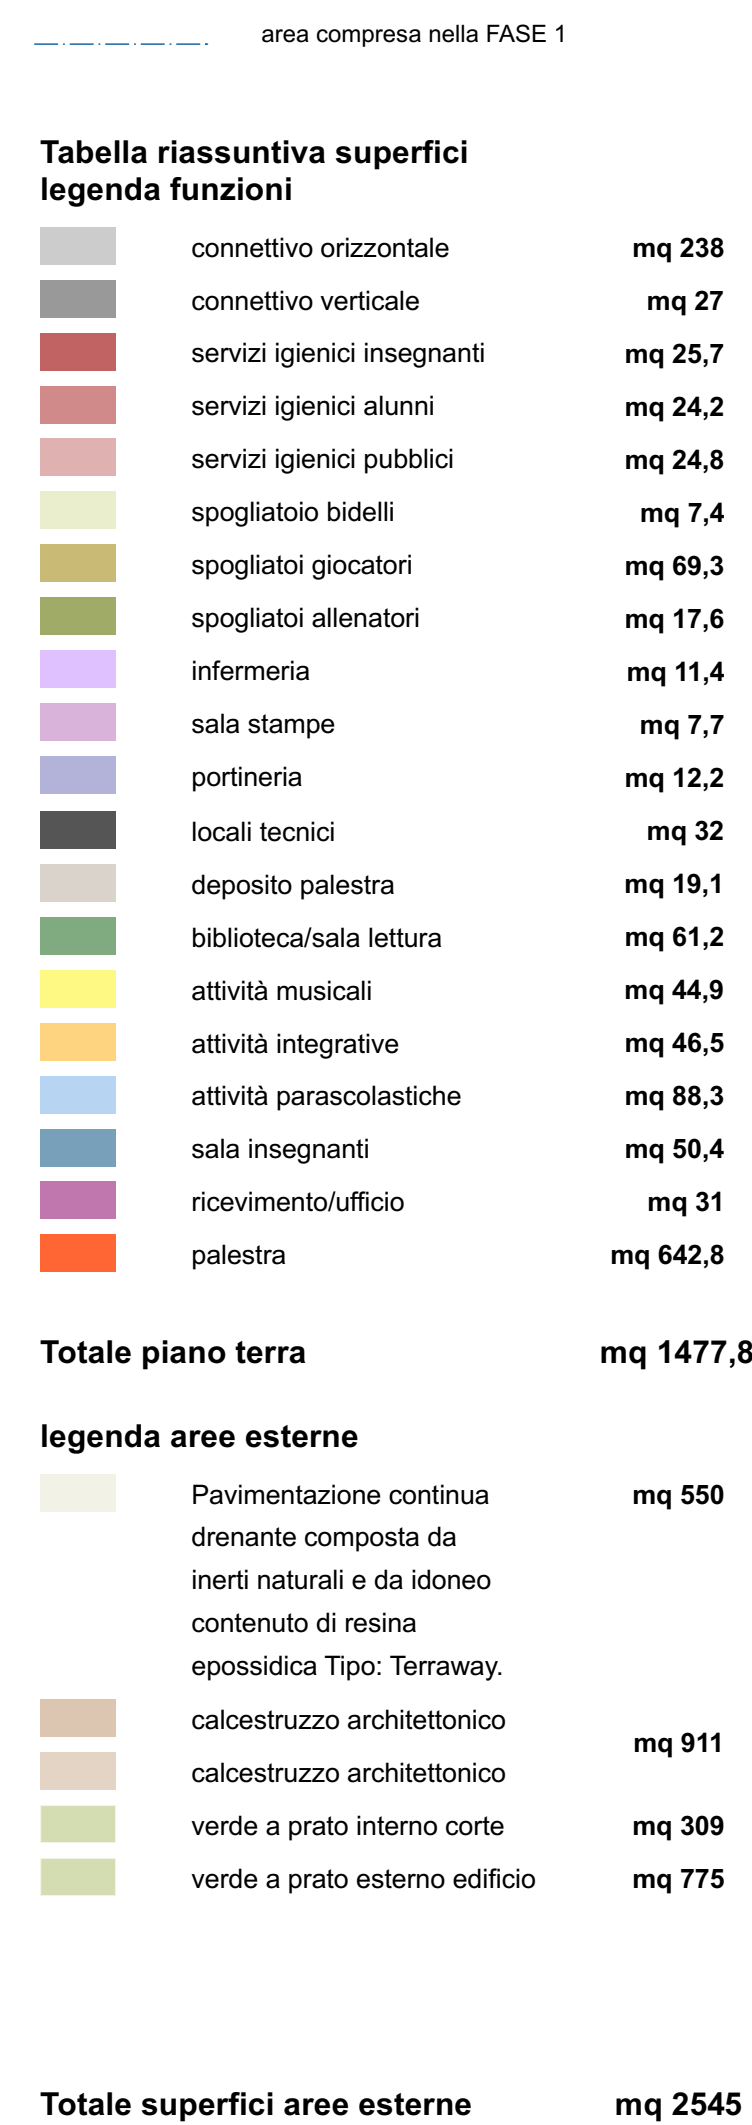 area compresa nella FASE 1
Tabella riassuntiva superfici
legenda funzioni
connettivo orizzontale mq 238
connettivo verticale mq 27
servizi igienici insegnanti mq 25,7
servizi igienici alunni mq 24,2
servizi igienici pubblici mq 24,8
spogliatoio bidelli mq 7,4
spogliatoi giocatori mq 69,3
spogliatoi allenatori mq 17,6
infermeria mq 11,4
sala stampe mq 7,7
portineria mq 12,2
locali tecnici mq 32
deposito palestra mq 19,1
biblioteca/sala lettura mq 61,2
attività musicali mq 44,9
attività integrative mq 46,5
attività parascolastiche mq 88,3
sala insegnanti mq 50,4
ricevimento/ufficio mq 31
palestra mq 642,8
Totale piano terra mq 1477,8
legenda aree esterne
Pavimentazione continua mq 550
drenante composta da
inerti naturali e da idoneo
contenuto di resina
epossidica Tipo: Terraway.
calcestruzzo architettonico
mq 911
calcestruzzo architettonico
verde a prato interno corte mq 309
verde a prato esterno edificio mq 775
Totale superfici aree esterne mq 2545